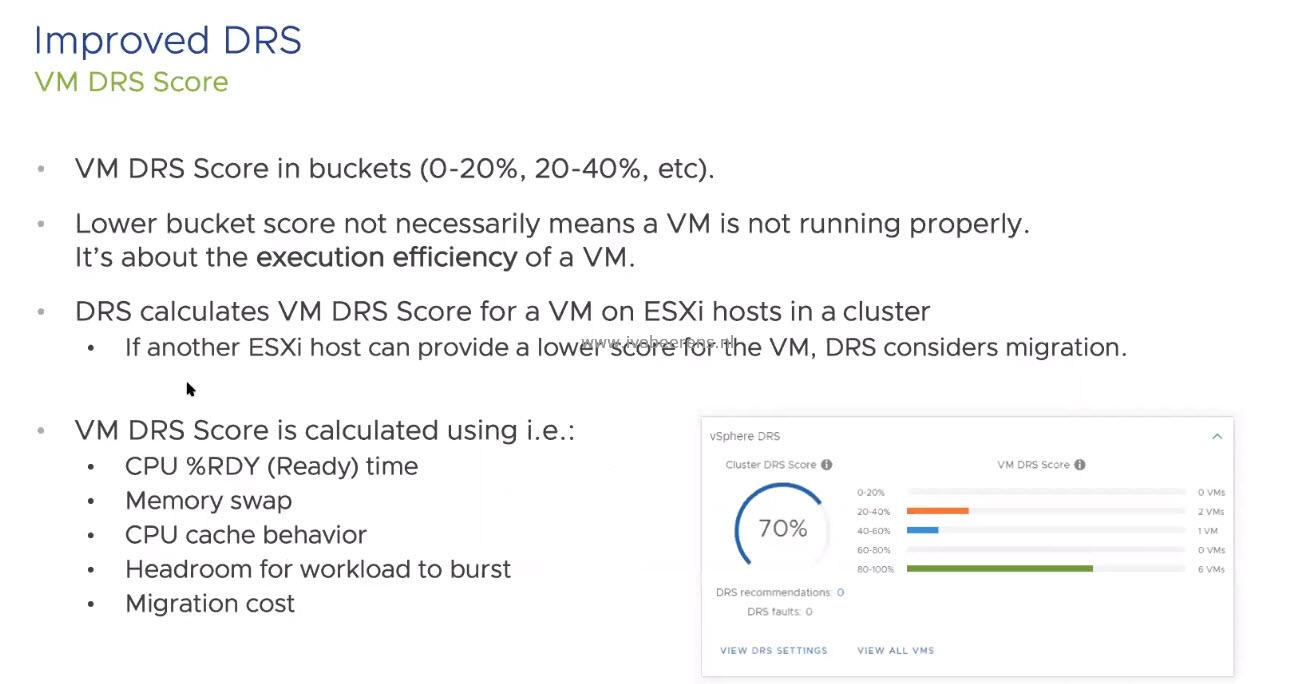 Improved DRS
VM DRS Score
• VM DRS Score in buckets (0-20%, 20-40%, etc).
• Lower bucket score not necessarily means a VM is not running properly.
It's about the execution efficiency of a VM.
• DRS calculates VM DRS Score for a VM on ESXi hosts in a cluster
www.ivobeerens.nl
• If another ESXi host can provide a lower score for the VM, DRS considers migration.
• VM DRS Score is calculated using i.e.:
• CPU %RDY (Ready) time
• Memory swap
• CPU cache behavior
• Headroom for workload to burst
• Migration cost
vSphere DRS
Cluster DRS Score
VM DRS Score
70%
0-20% 0 VMs
20-40% 2 VMs
40-60% 1 VM
60-80% 0 VMs
80-100% 6 VMs
DRS recommendations: 0
DRS faults: 0
VIEW DRS SETTINGS VIEW ALL VMS